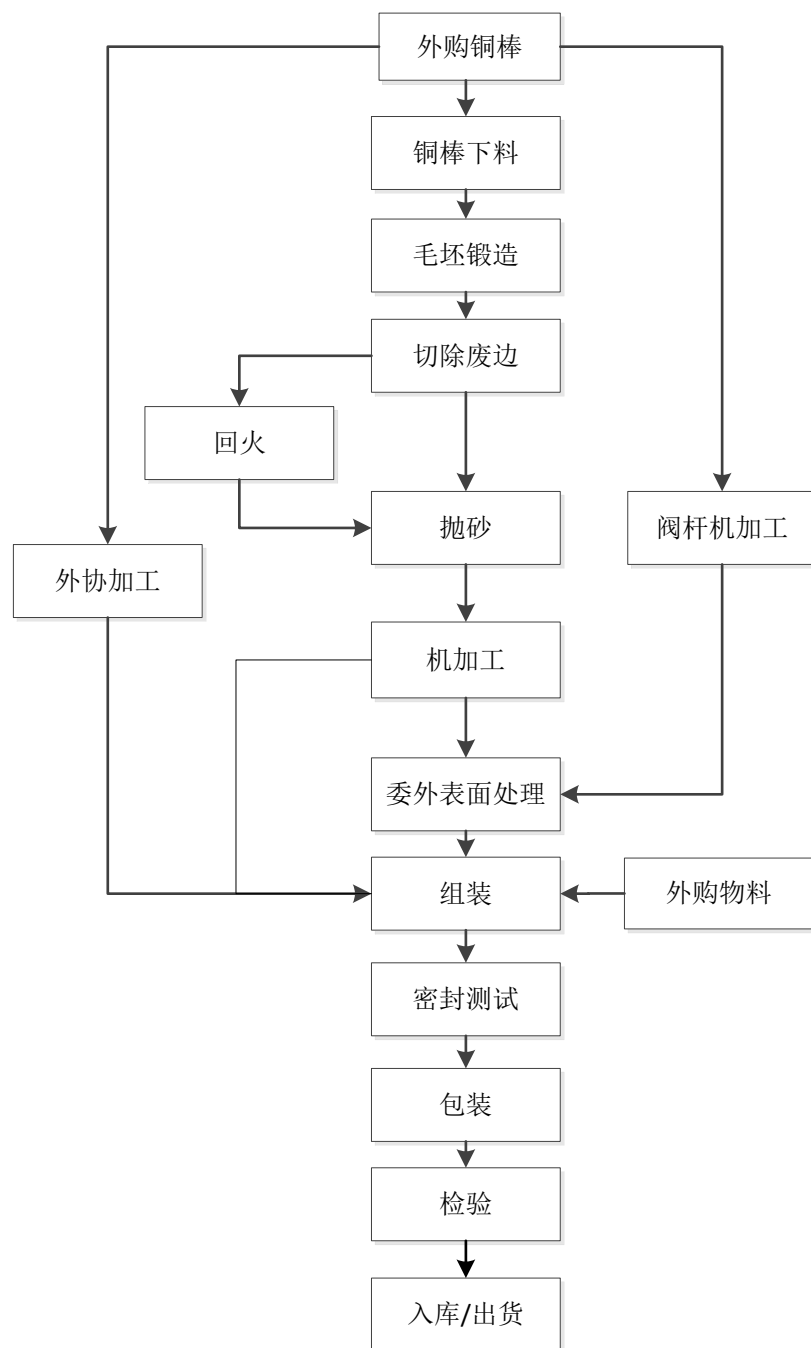 外购铜棒
铜棒下料
毛坯锻造
切除废边
回火
抛砂
阀杆机加工
外协加工
机加工
委外表面处理
组装
外购物料
密封测试
包装
检验
入库/出货